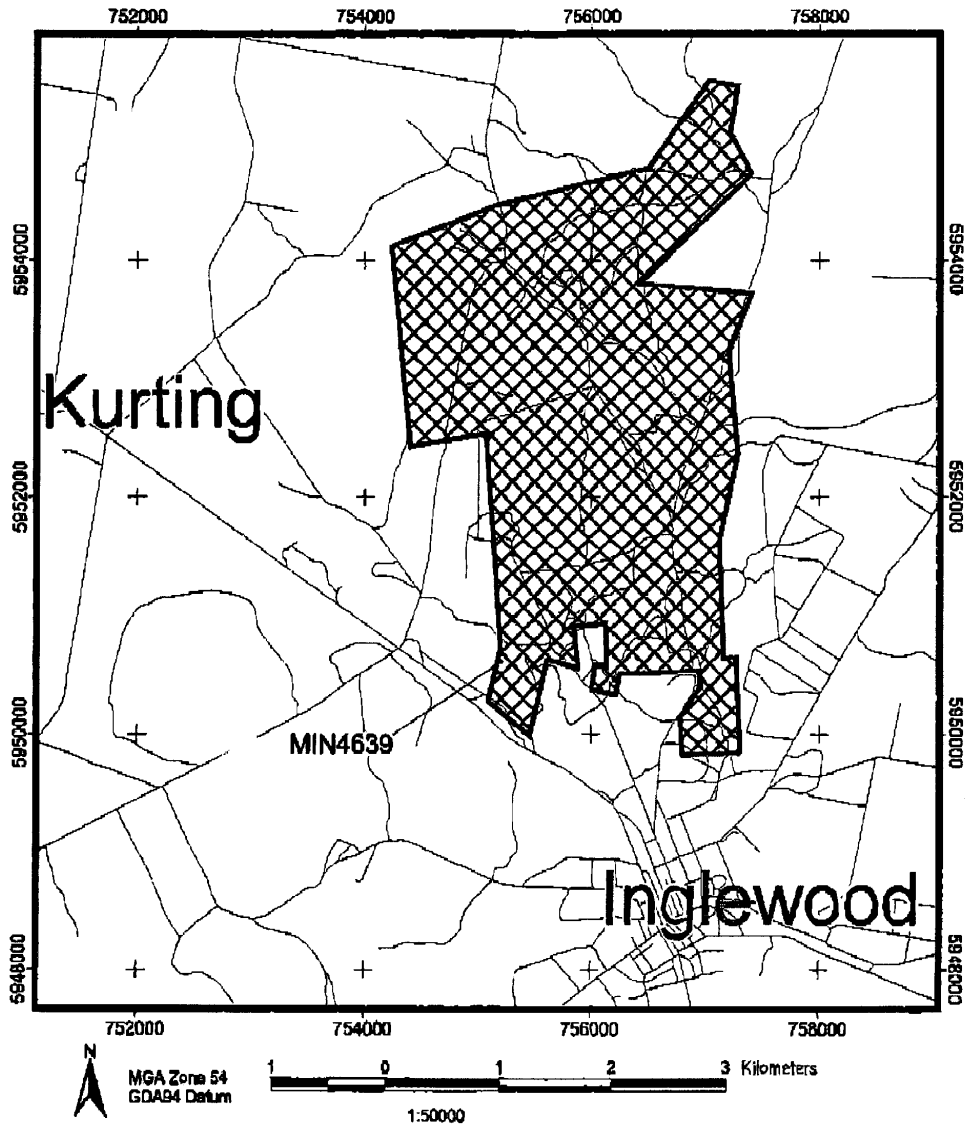 752000 754000 756000 758000
5954000 5954000
Kurting
5952000 5952000
MIN4639
5950000 5950000
Inglewood
5948000 5948000
752000 754000 756000 758000
N
MGA Zone 54
GDA94 Datum
1 0 1 2 3 Kilometers
1:50000